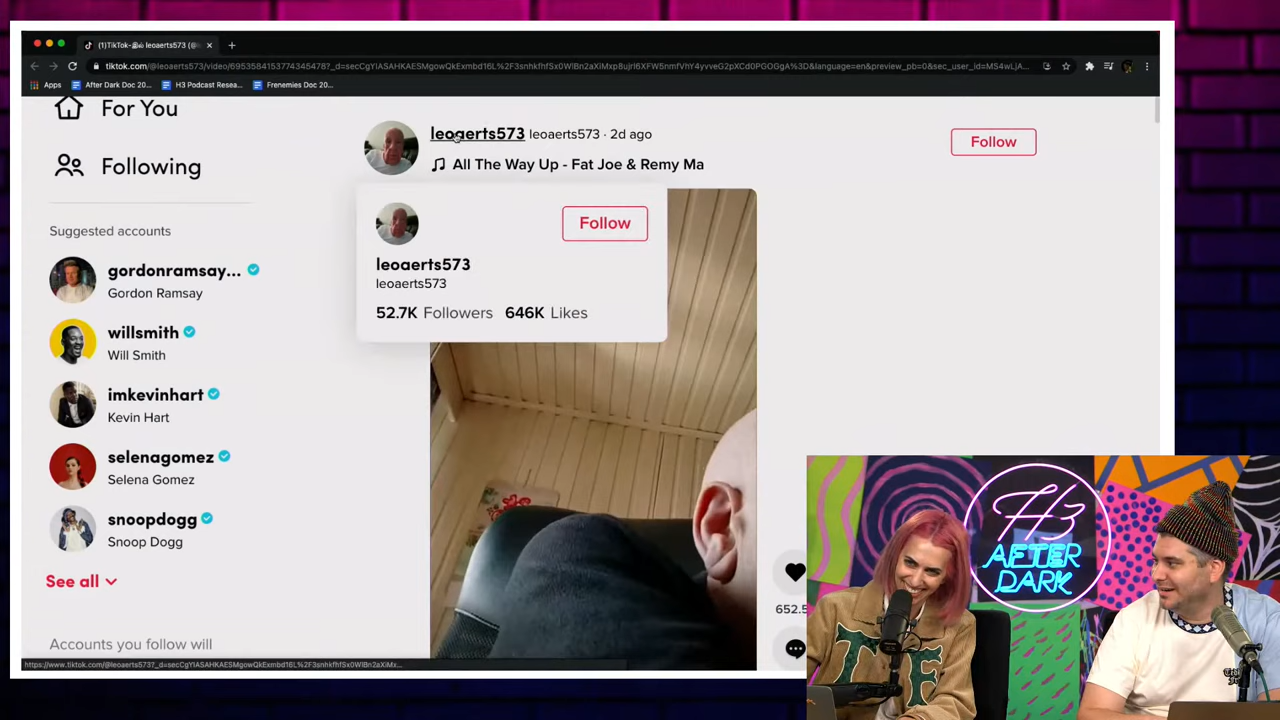 (1)TikTok
leoaerts573
tiktok.com/@leoaerts573/video/
Apps
After Dark Doc 20...
H3 Podcast Resea...
Frenemies Doc 20...
For You
Following
Suggested accounts
gordonramsay...
Gordon Ramsay
willsmith
Will Smith
imkevinhart
Kevin Hart
selenagomez
Selena Gomez
snoopdogg
Snoop Dogg
See all
Accounts you follow will
leoaerts573 leoaerts573 · 2d ago
All The Way Up - Fat Joe & Remy Ma
Follow
Follow
leoaerts573
leoaerts573
52.7K Followers 646K Likes
652.5
H3
AFTER
DARK